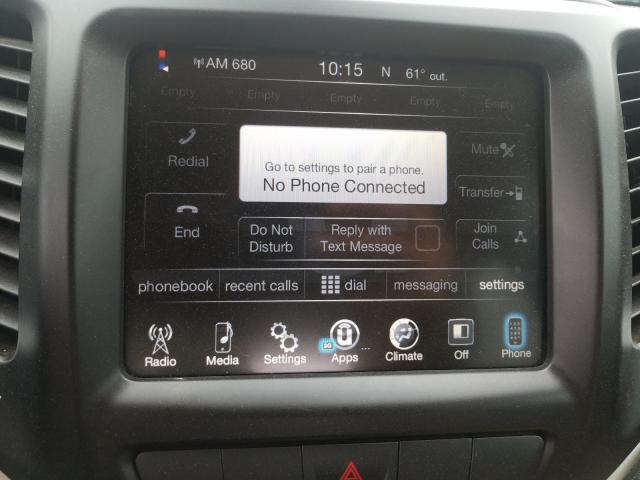 AM 680 10:15 N 61° out.
Empty Empty Empty Empty Empty
Redial
Go to settings to pair a phone.
No Phone Connected
Mute
Transfer
End
Do Not
Disturb
Reply with
Text Message
Join
Calls
phonebook recent calls dial messaging settings
3G
Radio Media Settings Apps ... Climate Off Phone